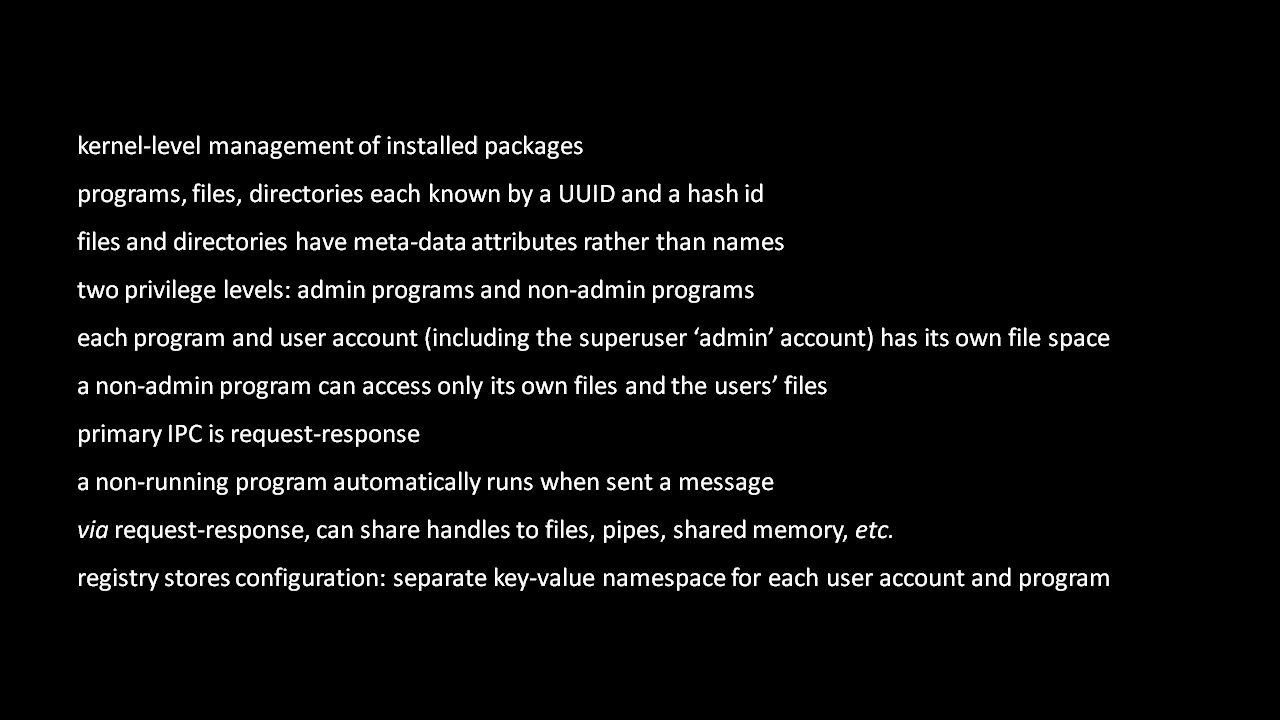 kernel-level management of installed packages
programs, files, directories each known by a UUID and a hash id
files and directories have meta-data attributes rather than names
two privilege levels: admin programs and non-admin programs
each program and user account (including the superuser ‘admin’ account) has its own file space
a non-admin program can access only its own files and the users’ files
primary IPC is request-response
a non-running program automatically runs when sent a message
via request-response, can share handles to files, pipes, shared memory, etc.
registry stores configuration: separate key-value namespace for each user account and program